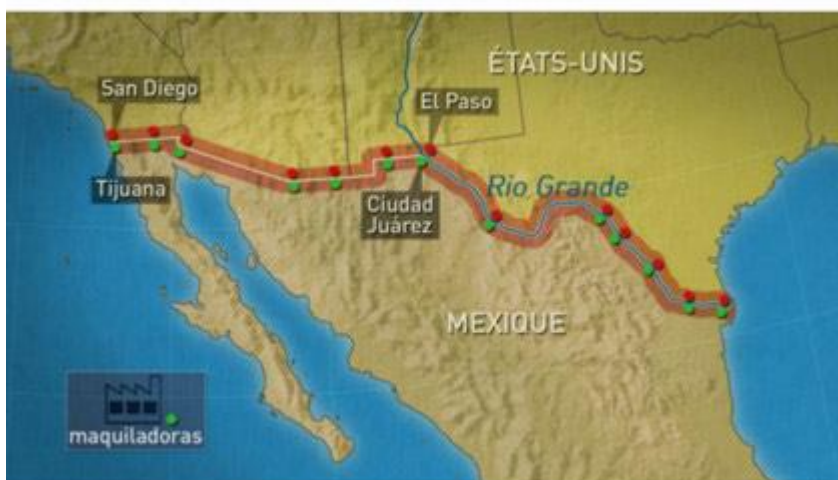 ÉTATS-UNIS
San Diego
El Paso
Tijuana
Rio Grande
Ciudad
Juárez
MEXIQUE
maquiladoras